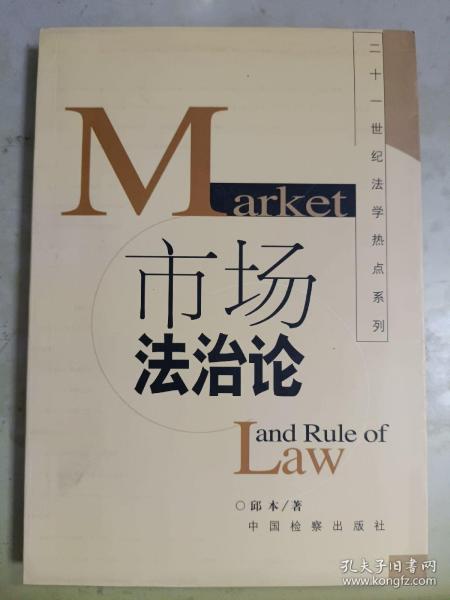 二十一世纪法学热点系列
Market
市场
法治论
and Rule of
Law
○邱本/著
中国检察出版社
孔夫子旧书网
www.kongfz.com